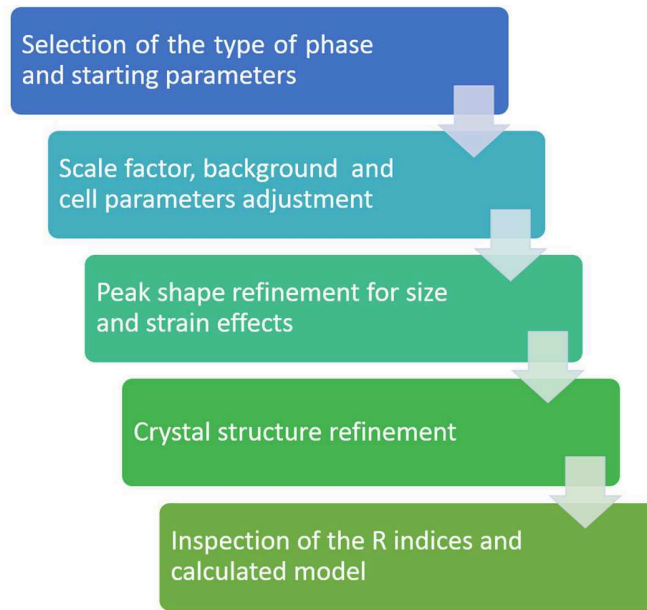 Selection of the type of phase
and starting parameters
Scale factor, background and
cell parameters adjustment
Peak shape refinement for size
and strain effects
Crystal structure refinement
Inspection of the R indices and
calculated model